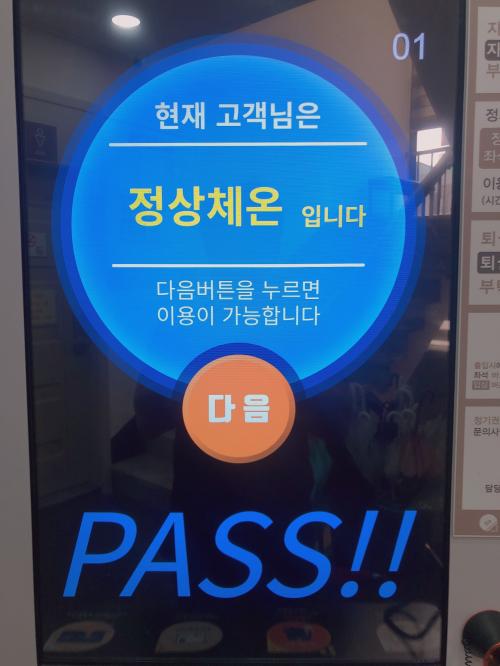 01
현재 고객님은
정상체온 입니다
다음버튼을 누르면
이용이 가능합니다
다음
PASS!!